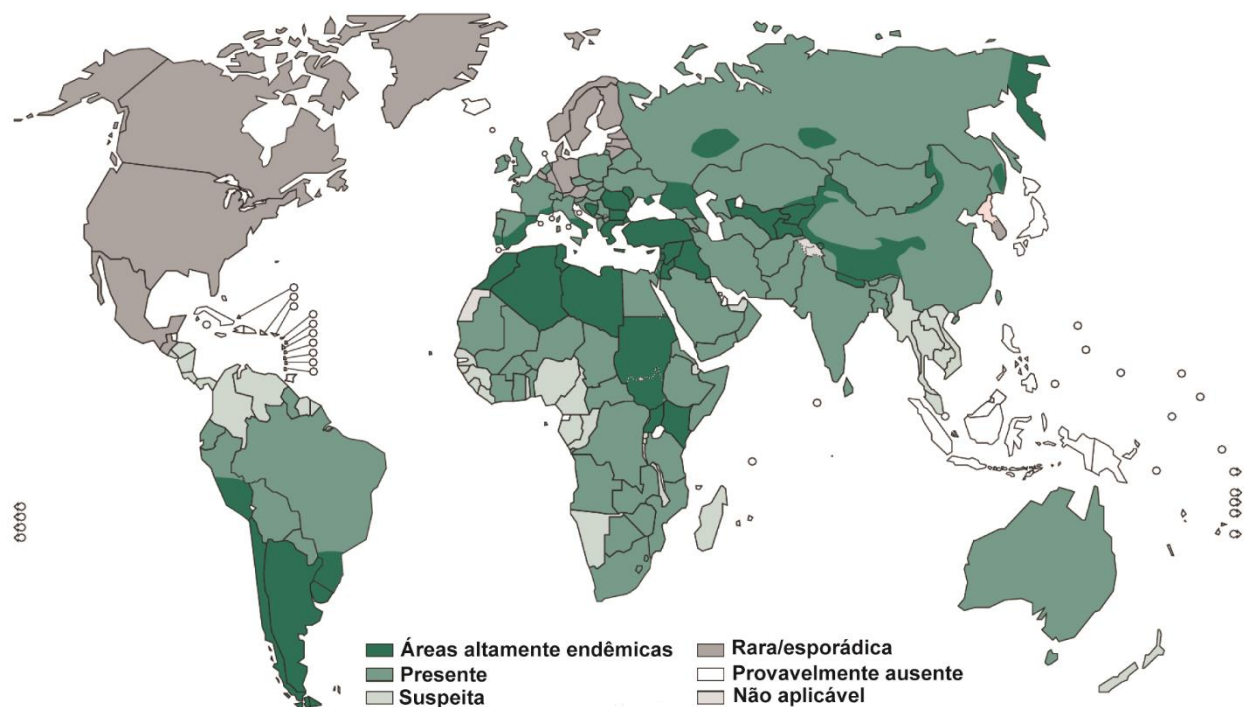 Áreas altamente endêmicas
Presente
Suspeita
Rara/esporádica
Provavelmente ausente
Não aplicável